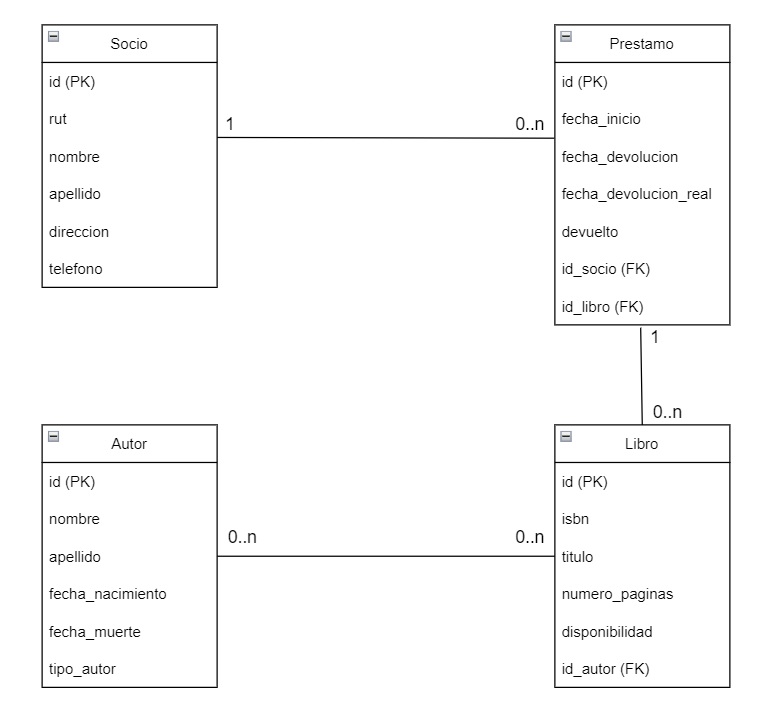 Socio
id (PK)
rut
nombre
apellido
direccion
telefono
1
0..n
Prestamo
id (PK)
fecha_inicio
fecha_devolucion
fecha_devolucion_real
devuelto
id_socio (FK)
id_libro (FK)
1
0..n
Autor
id (PK)
nombre
apellido
fecha_nacimiento
fecha_muerte
tipo_autor
0..n
0..n
Libro
id (PK)
isbn
titulo
numero_paginas
disponibilidad
id_autor (FK)